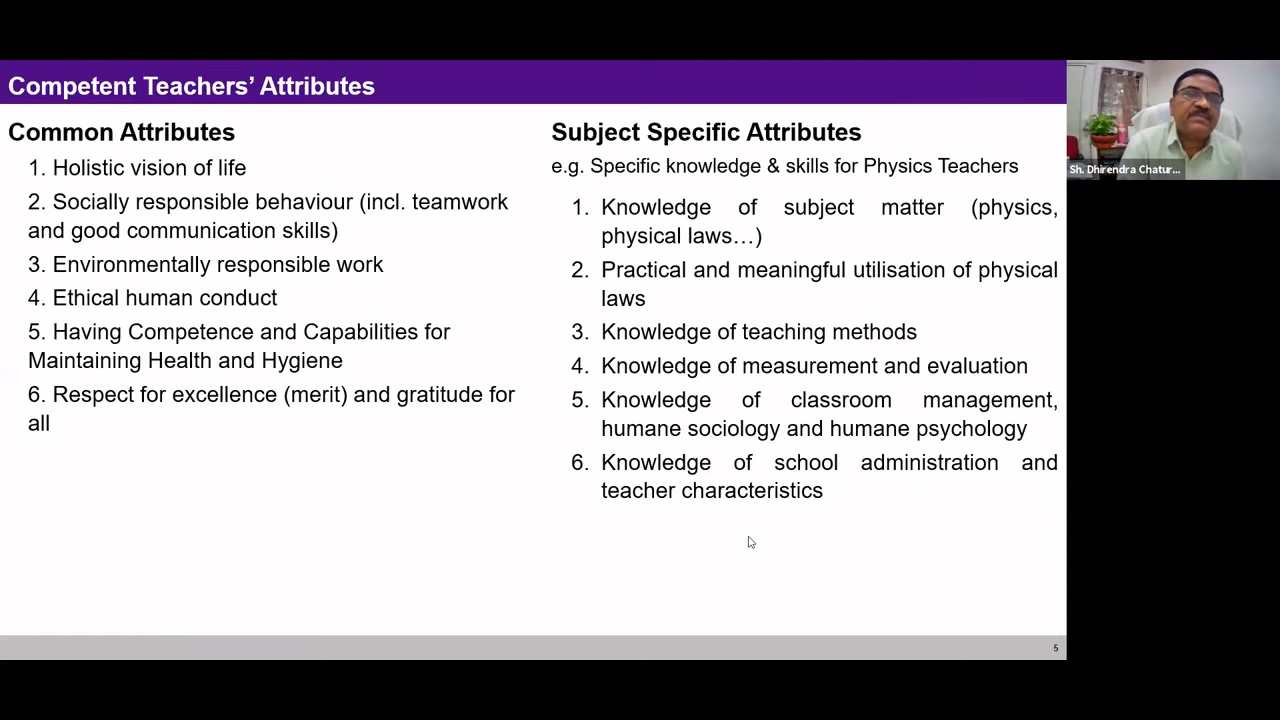 Competent Teachers’ Attributes
Common Attributes
1. Holistic vision of life
2. Socially responsible behaviour (incl. teamwork
and good communication skills)
3. Environmentally responsible work
4. Ethical human conduct
5. Having Competence and Capabilities for
Maintaining Health and Hygiene
6. Respect for excellence (merit) and gratitude for
all
Subject Specific Attributes
e.g. Specific knowledge & skills for Physics Teachers
1. Knowledge of subject matter (physics,
physical laws…)
2. Practical and meaningful utilisation of physical
laws
3. Knowledge of teaching methods
4. Knowledge of measurement and evaluation
5. Knowledge of classroom management,
humane sociology and humane psychology
6. Knowledge of school administration and
teacher characteristics
5
Sh. Dhirendra Chatur...